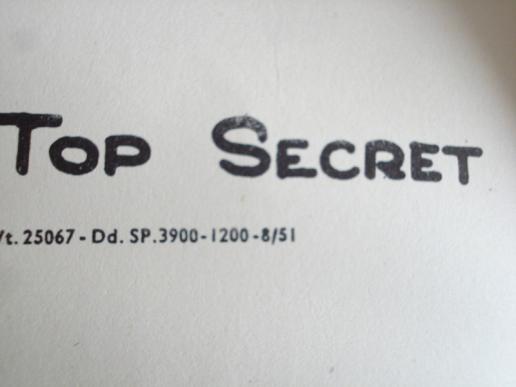 Top Secret
t. 25067 - Dd. SP.3900-1200-8/51